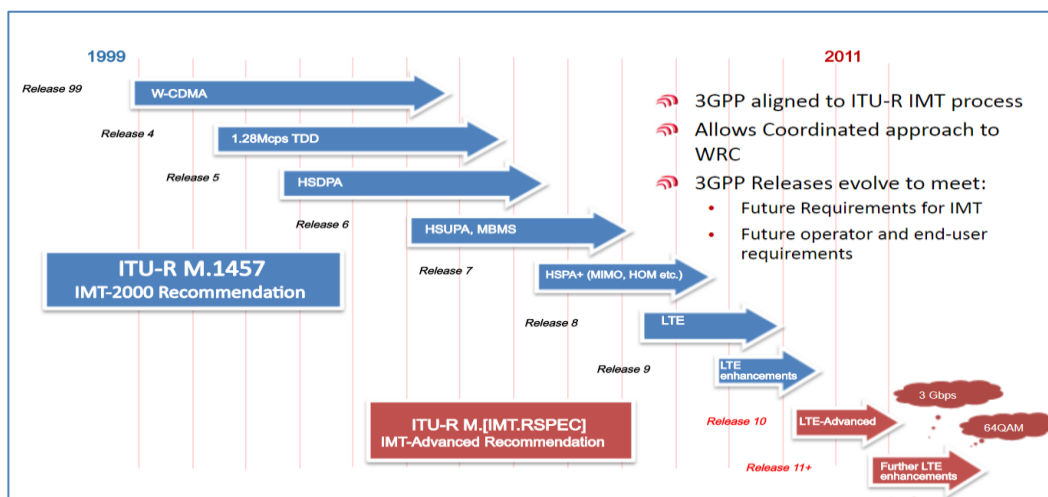 1999
2011
Release 99
W-CDMA
Release 4
1.28Mcps TDD
Release 5
HSDPA
Release 6
HSUPA, MBMS
Release 7
HSPA+ (MIMO, HOM etc.)
Release 8
LTE
Release 9
LTE
enhancements
Release 10
LTE-Advanced
Release 11+
Further LTE
enhancements
3 Gbps
64QAM
ITU-R M.1457
IMT-2000 Recommendation
ITU-R M.[IMT.RSPEC]
IMT-Advanced Recommendation
3GPP aligned to ITU-R IMT process
Allows Coordinated approach to
WRC
3GPP Releases evolve to meet:
• Future Requirements for IMT
• Future operator and end-user
requirements